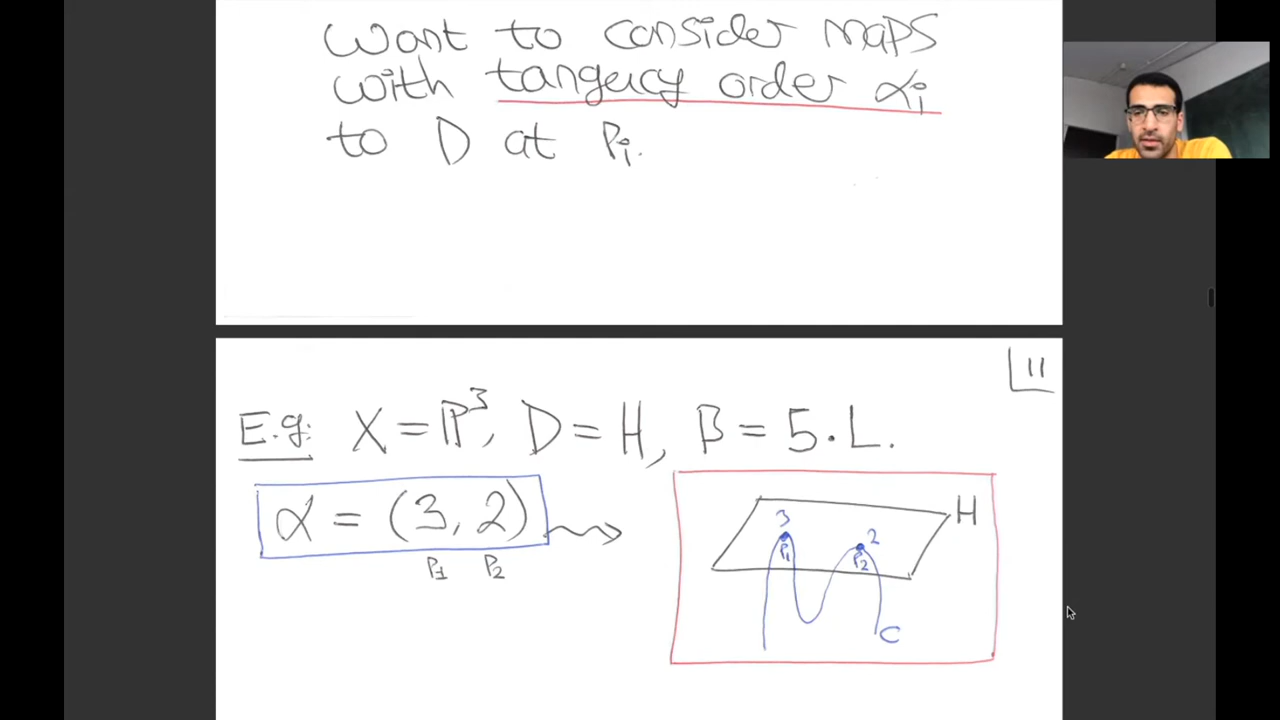 Want to consider maps
with tangency order αi
to D at Pi.
11
E.g: X = ℙ³, D = H, β = 5·L.
α = (3, 2)
P1 P2
H
3
2
P1
P2
C